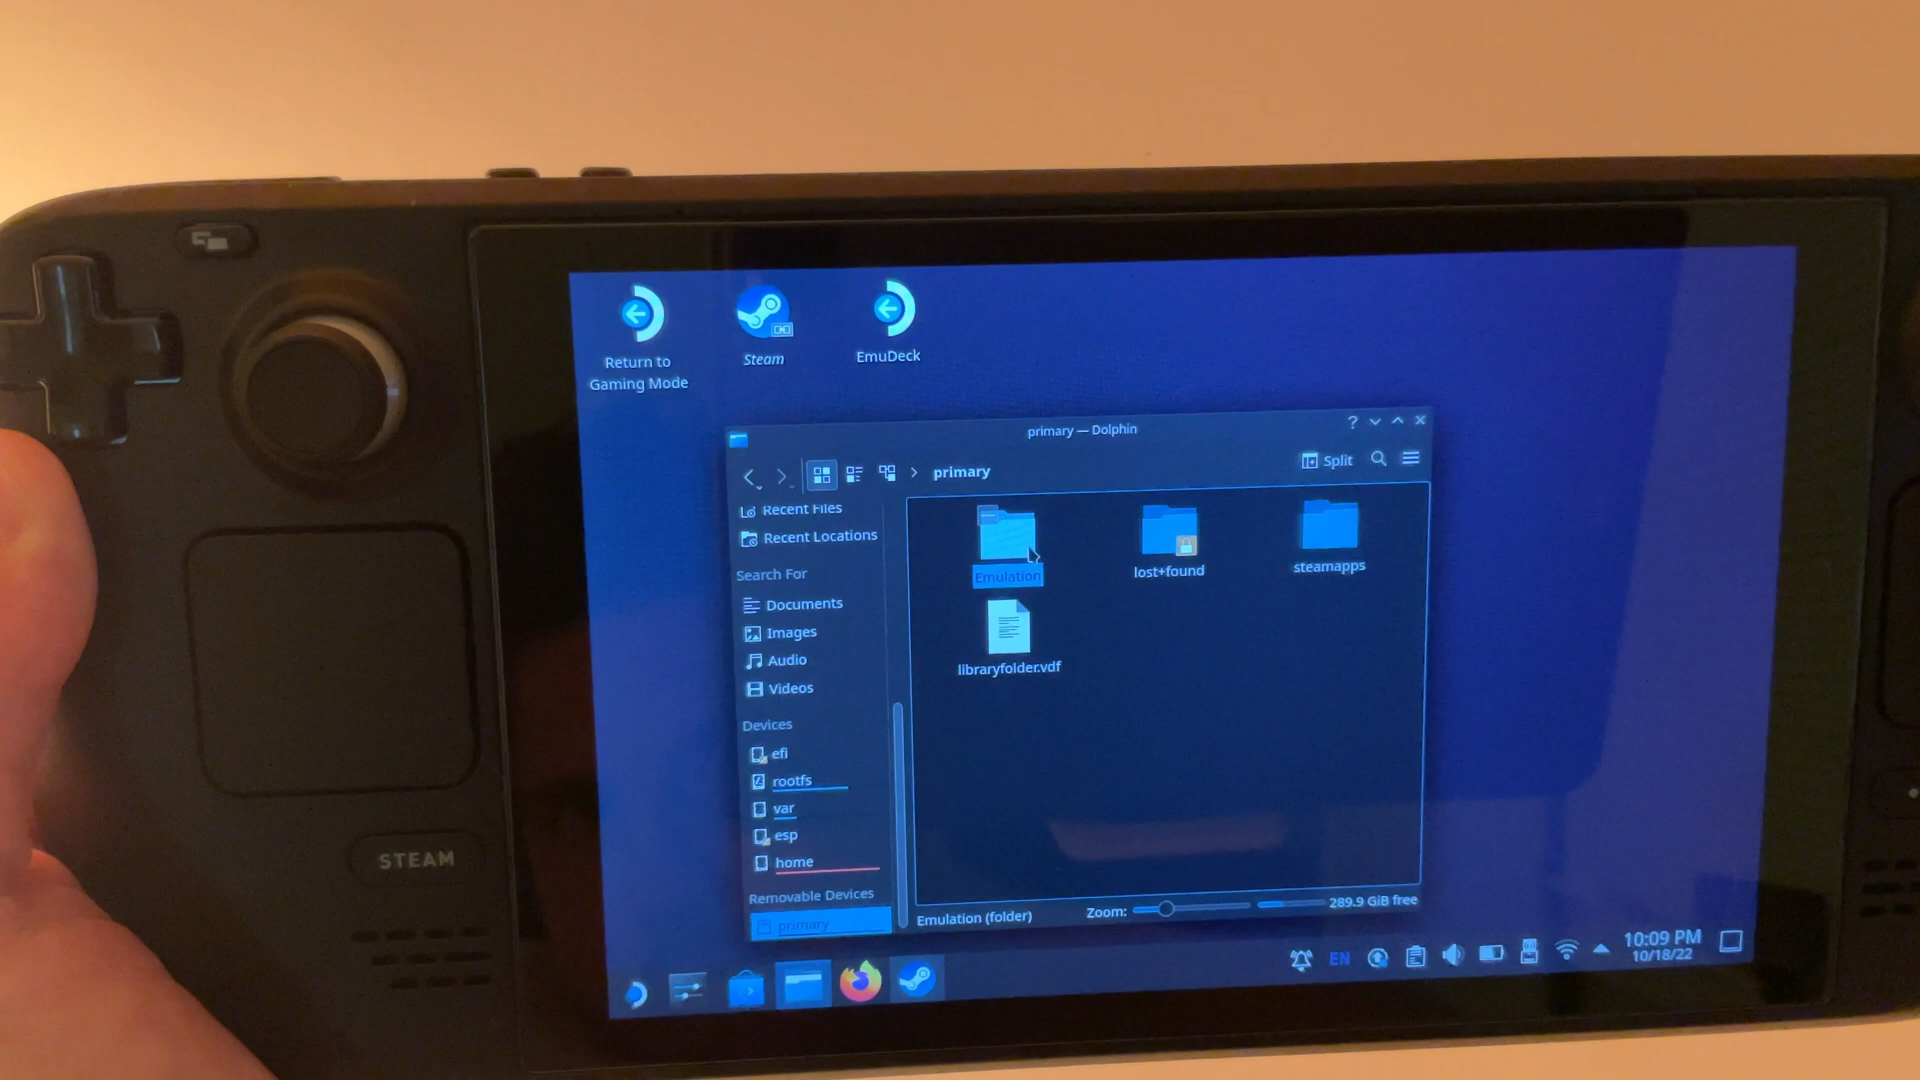 Return to
Gaming Mode
Steam
EmuDeck
primary — Dolphin
primary
Split
Recent Files
Recent Locations
Search For
Documents
Images
Audio
Videos
Devices
efi
rootfs
var
esp
home
Removable Devices
primary
Emulation
lost+found
steamapps
libraryfolder.vdf
Emulation (folder)
Zoom:
289.9 GiB free
EN
10:09 PM
10/18/22
STEAM